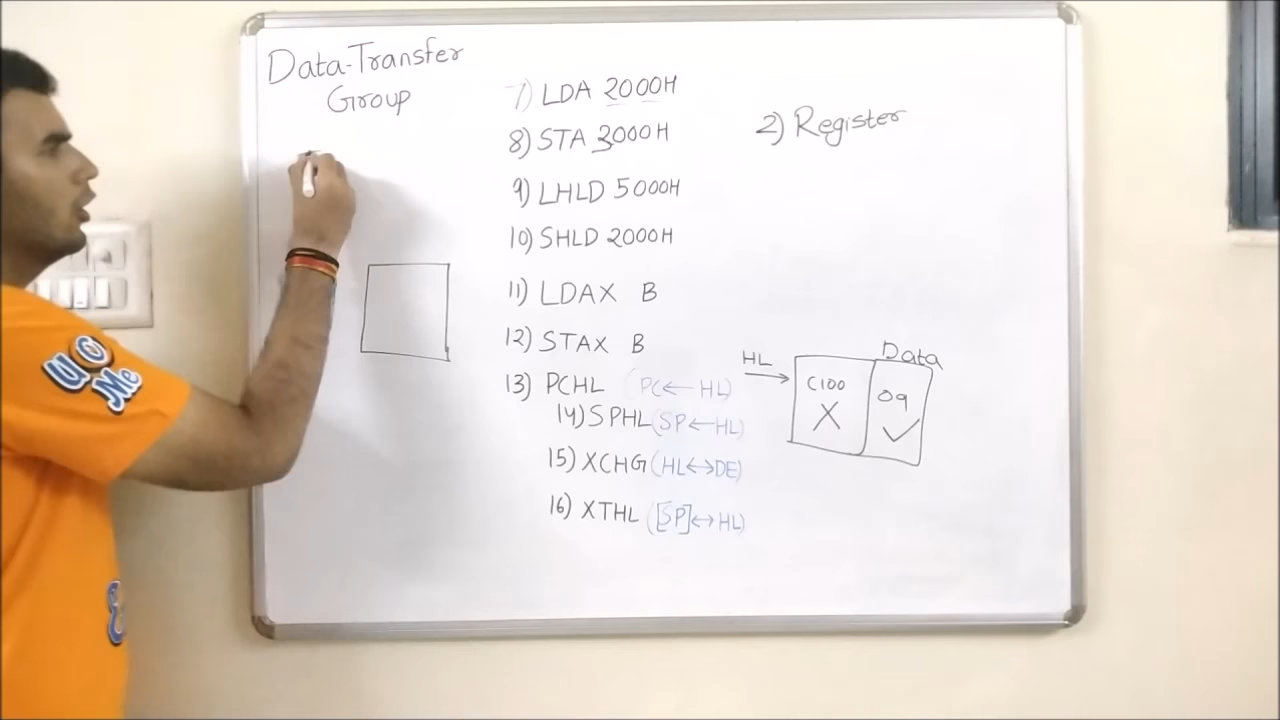 Data-Transfer
Group
7) LDA 2000H
8) STA 3000H
9) LHLD 5000H
10) SHLD 2000H
11) LDAX B
12) STAX B
13) PCHL (PC←HL)
14) SPHL (SP←HL)
15) XCHG (HL↔DE)
16) XTHL ([SP]↔HL)
2) Register
HL
Data
C100
09
X
U
Me